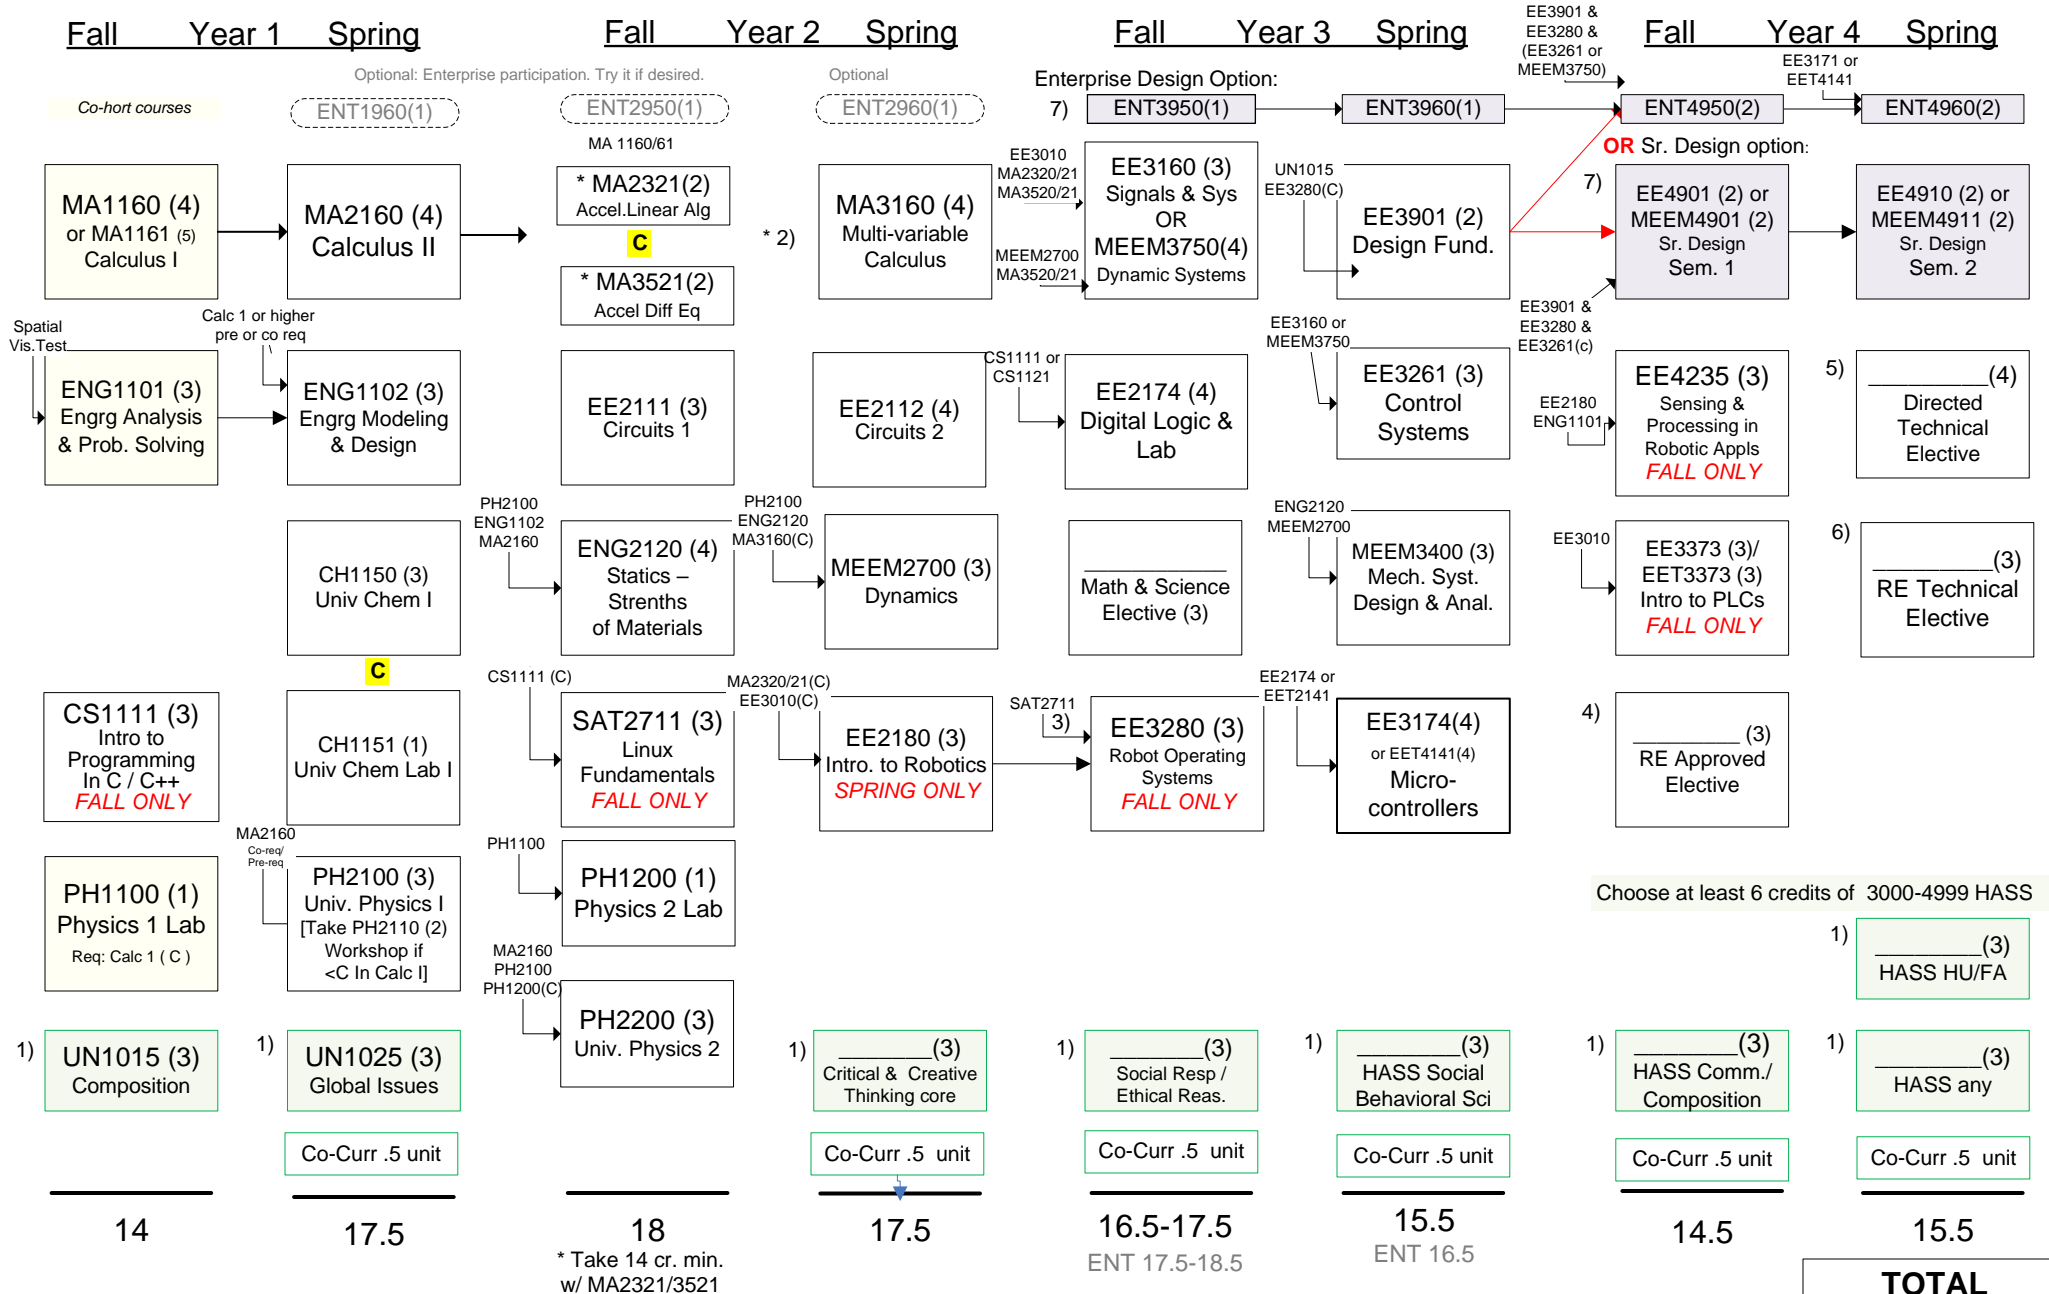 Fall Year 1 Spring
Fall Year 2 Spring
Fall Year 3 Spring
Fall Year 4 Spring
EE3901 &
EE3280 &
(EE3261 or
MEEM3750)
EE3171 or
EET4141
Optional: Enterprise participation. Try it if desired.
Optional
Enterprise Design Option:
Co-hort courses
ENT1960(1)
ENT2950(1)
ENT2960(1)
7)
ENT3950(1)
ENT3960(1)
ENT4950(2)
ENT4960(2)
OR Sr. Design option:
MA1160 (4)
or MA1161 (5)
Calculus I
MA2160 (4)
Calculus II
MA 1160/61
* MA2321(2)
Accel.Linear Alg
C
* MA3521(2)
Accel Diff Eq
* 2)
MA3160 (4)
Multi-variable
Calculus
EE3010
MA2320/21
MA3520/21
MEEM2700
MA3520/21
EE3160 (3)
Signals & Sys
OR
MEEM3750(4)
Dynamic Systems
UN1015
EE3280(C)
EE3901 (2)
Design Fund.
7)
EE4901 (2) or
MEEM4901 (2)
Sr. Design
Sem. 1
EE4910 (2) or
MEEM4911 (2)
Sr. Design
Sem. 2
EE3901 &
EE3280 &
EE3261(c)
Spatial
Vis.Test
ENG1101 (3)
Engrg Analysis
& Prob. Solving
Calc 1 or higher
pre or co req
ENG1102 (3)
Engrg Modeling
& Design
EE2111 (3)
Circuits 1
EE2112 (4)
Circuits 2
CS1111 or
CS1121
EE2174 (4)
Digital Logic &
Lab
EE3160 or
MEEM3750
EE3261 (3)
Control
Systems
EE2180
ENG1101
EE4235 (3)
Sensing &
Processing in
Robotic Appls
FALL ONLY
5)
_________(4)
Directed
Technical
Elective
CH1150 (3)
Univ Chem I
C
CH1151 (1)
Univ Chem Lab I
PH2100
ENG1102
MA2160
ENG2120 (4)
Statics –
Strenths
of Materials
PH2100
ENG2120
MA3160(C)
MEEM2700 (3)
Dynamics
__________
Math & Science
Elective (3)
ENG2120
MEEM2700
MEEM3400 (3)
Mech. Syst.
Design & Anal.
EE3010
EE3373 (3)/
EET3373 (3)
Intro to PLCs
FALL ONLY
6)
_________(3)
RE Technical
Elective
CS1111 (3)
Intro to
Programming
In C / C++
FALL ONLY
CS1111 (C)
SAT2711 (3)
Linux
Fundamentals
FALL ONLY
MA2320/21(C)
EE3010(C)
EE2180 (3)
Intro. to Robotics
SPRING ONLY
SAT2711
3)
EE3280 (3)
Robot Operating
Systems
FALL ONLY
EE2174 or
EET2141
EE3174(4)
or EET4141(4)
Micro-
controllers
4)
________ (3)
RE Approved
Elective
PH1100 (1)
Physics 1 Lab
Req: Calc 1 ( C )
MA2160
Co-req/
Pre-req
PH2100 (3)
Univ. Physics I
[Take PH2110 (2)
Workshop if
<C In Calc I]
PH1100
PH1200 (1)
Physics 2 Lab
MA2160
PH2100
PH1200(C)
PH2200 (3)
Univ. Physics 2
Choose at least 6 credits of 3000-4999 HASS
1)
________(3)
HASS HU/FA
1)
UN1015 (3)
Composition
1)
UN1025 (3)
Global Issues
1)
_______(3)
Critical & Creative
Thinking core
1)
_______(3)
Social Resp /
Ethical Reas.
1)
________(3)
HASS Social
Behavioral Sci
1)
________(3)
HASS Comm./
Composition
1)
________(3)
HASS any
Co-Curr .5 unit
Co-Curr .5 unit
Co-Curr .5 unit
Co-Curr .5 unit
Co-Curr .5 unit
Co-Curr .5 unit
14
17.5
18
* Take 14 cr. min.
w/ MA2321/3521
17.5
16.5-17.5
ENT 17.5-18.5
15.5
ENT 16.5
14.5
15.5
TOTAL